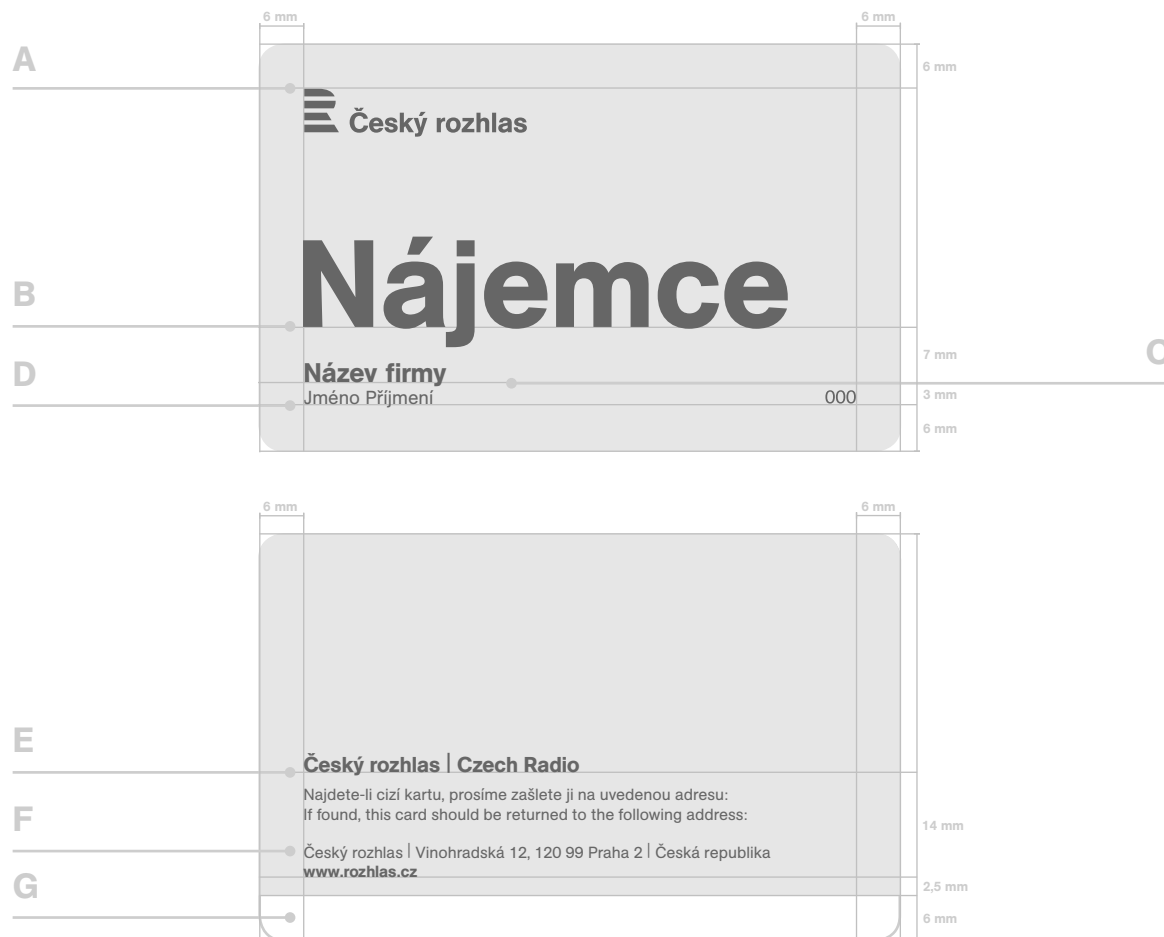 6 mm 6 mm
A
6 mm
Český rozhlas
Nájemce
B
7 mm
C
D
Název firmy
3 mm
Jméno Příjmení 000
6 mm
6 mm 6 mm
E
Český rozhlas | Czech Radio
Najdete-li cizí kartu, prosíme zašlete ji na uvedenou adresu:
If found, this card should be returned to the following address:
14 mm
F
Český rozhlas | Vinohradská 12, 120 99 Praha 2 | Česká republika
www.rozhlas.cz
G
2,5 mm
6 mm